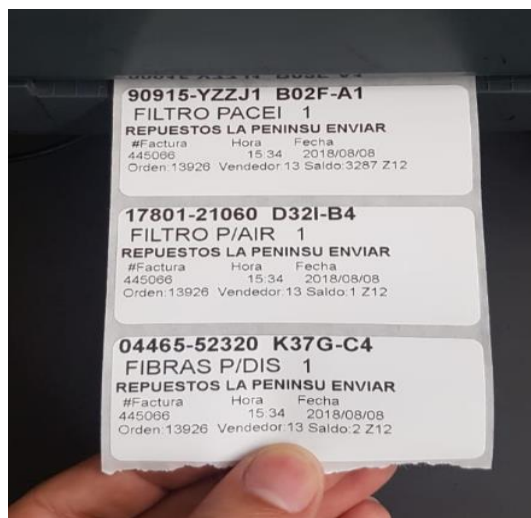 90915-YZZJ1 B02F-A1
FILTRO PACEI 1
REPUESTOS LA PENINSU ENVIAR
#Factura Hora Fecha
445066 15:34 2018/08/08
Orden:13926 Vendedor:13 Saldo:3287 Z12
17801-21060 D32I-B4
FILTRO P/AIR 1
REPUESTOS LA PENINSU ENVIAR
#Factura Hora Fecha
445066 15:34 2018/08/08
Orden:13926 Vendedor:13 Saldo:1 Z12
04465-52320 K37G-C4
FIBRAS P/DIS 1
REPUESTOS LA PENINSU ENVIAR
#Factura Hora Fecha
445066 15:34 2018/08/08
Orden:13926 Vendedor:13 Saldo:2 Z12